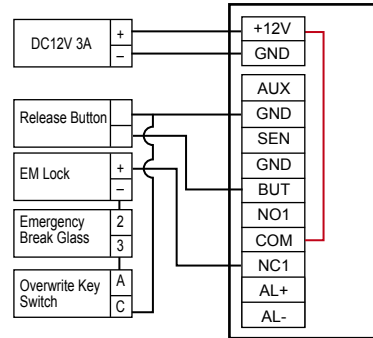 DC12V 3A
+
–
Release Button
EM Lock
+
–
Emergency
Break Glass
2
3
Overwrite Key
Switch
A
C
+12V
GND
AUX
GND
SEN
GND
BUT
NO1
COM
NC1
AL+
AL-